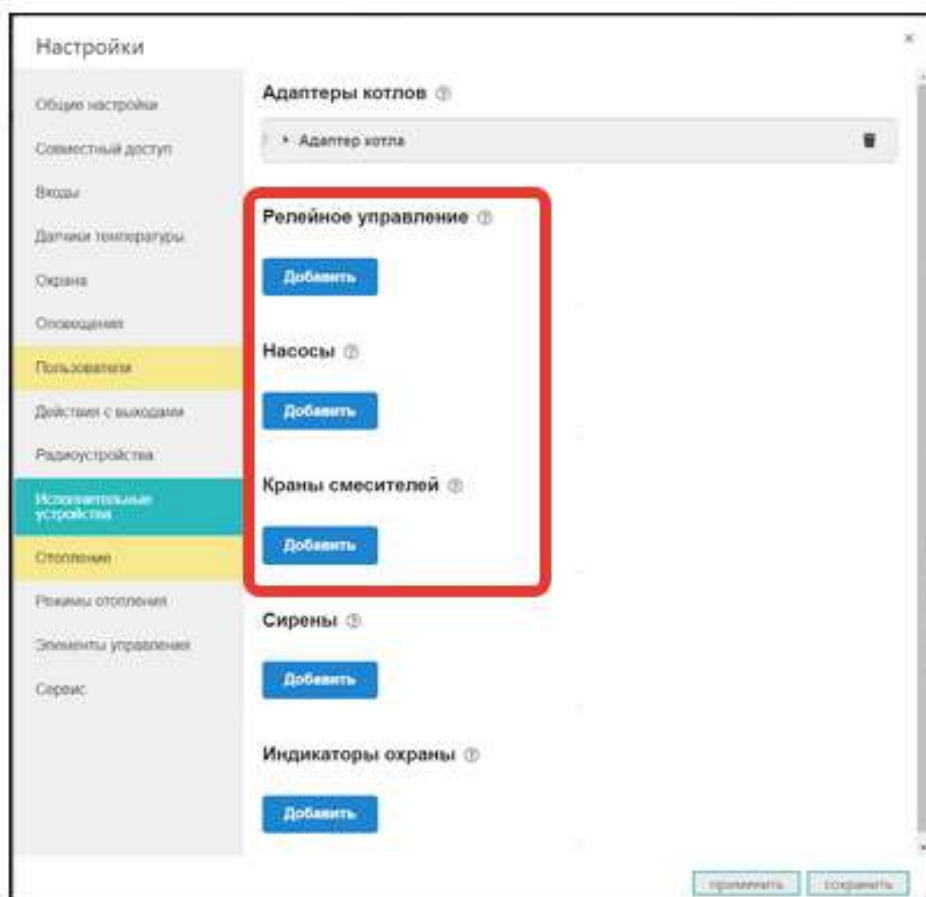 Настройки
×
Общие настройки
Совместный доступ
Входы
Датчики температуры
Охрана
Оповещения
Пользователи
Действия с выходами
Радиоустройства
Исполнительные
устройства
Отопление
Режимы отопления
Элементы управления
Сервис
Адаптеры котлов
Адаптер котла
Релейное управление
Добавить
Насосы
Добавить
Краны смесителей
Добавить
Сирены
Добавить
Индикаторы охраны
Добавить
применить
сохранить